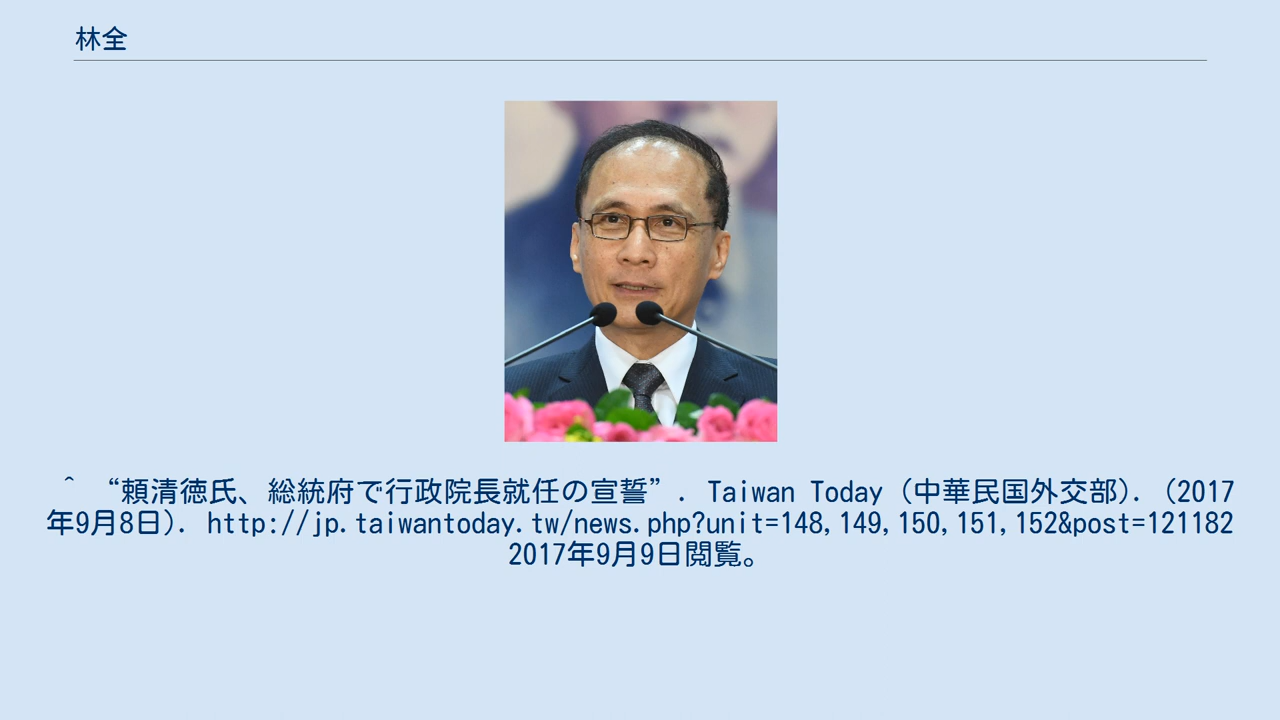 林全
^ “頼清徳氏、総統府で行政院長就任の宣誓”. Taiwan Today (中華民国外交部). (2017
年9月8日). http://jp.taiwantoday.tw/news.php?unit=148,149,150,151,152&post=121182
2017年9月9日閲覧。